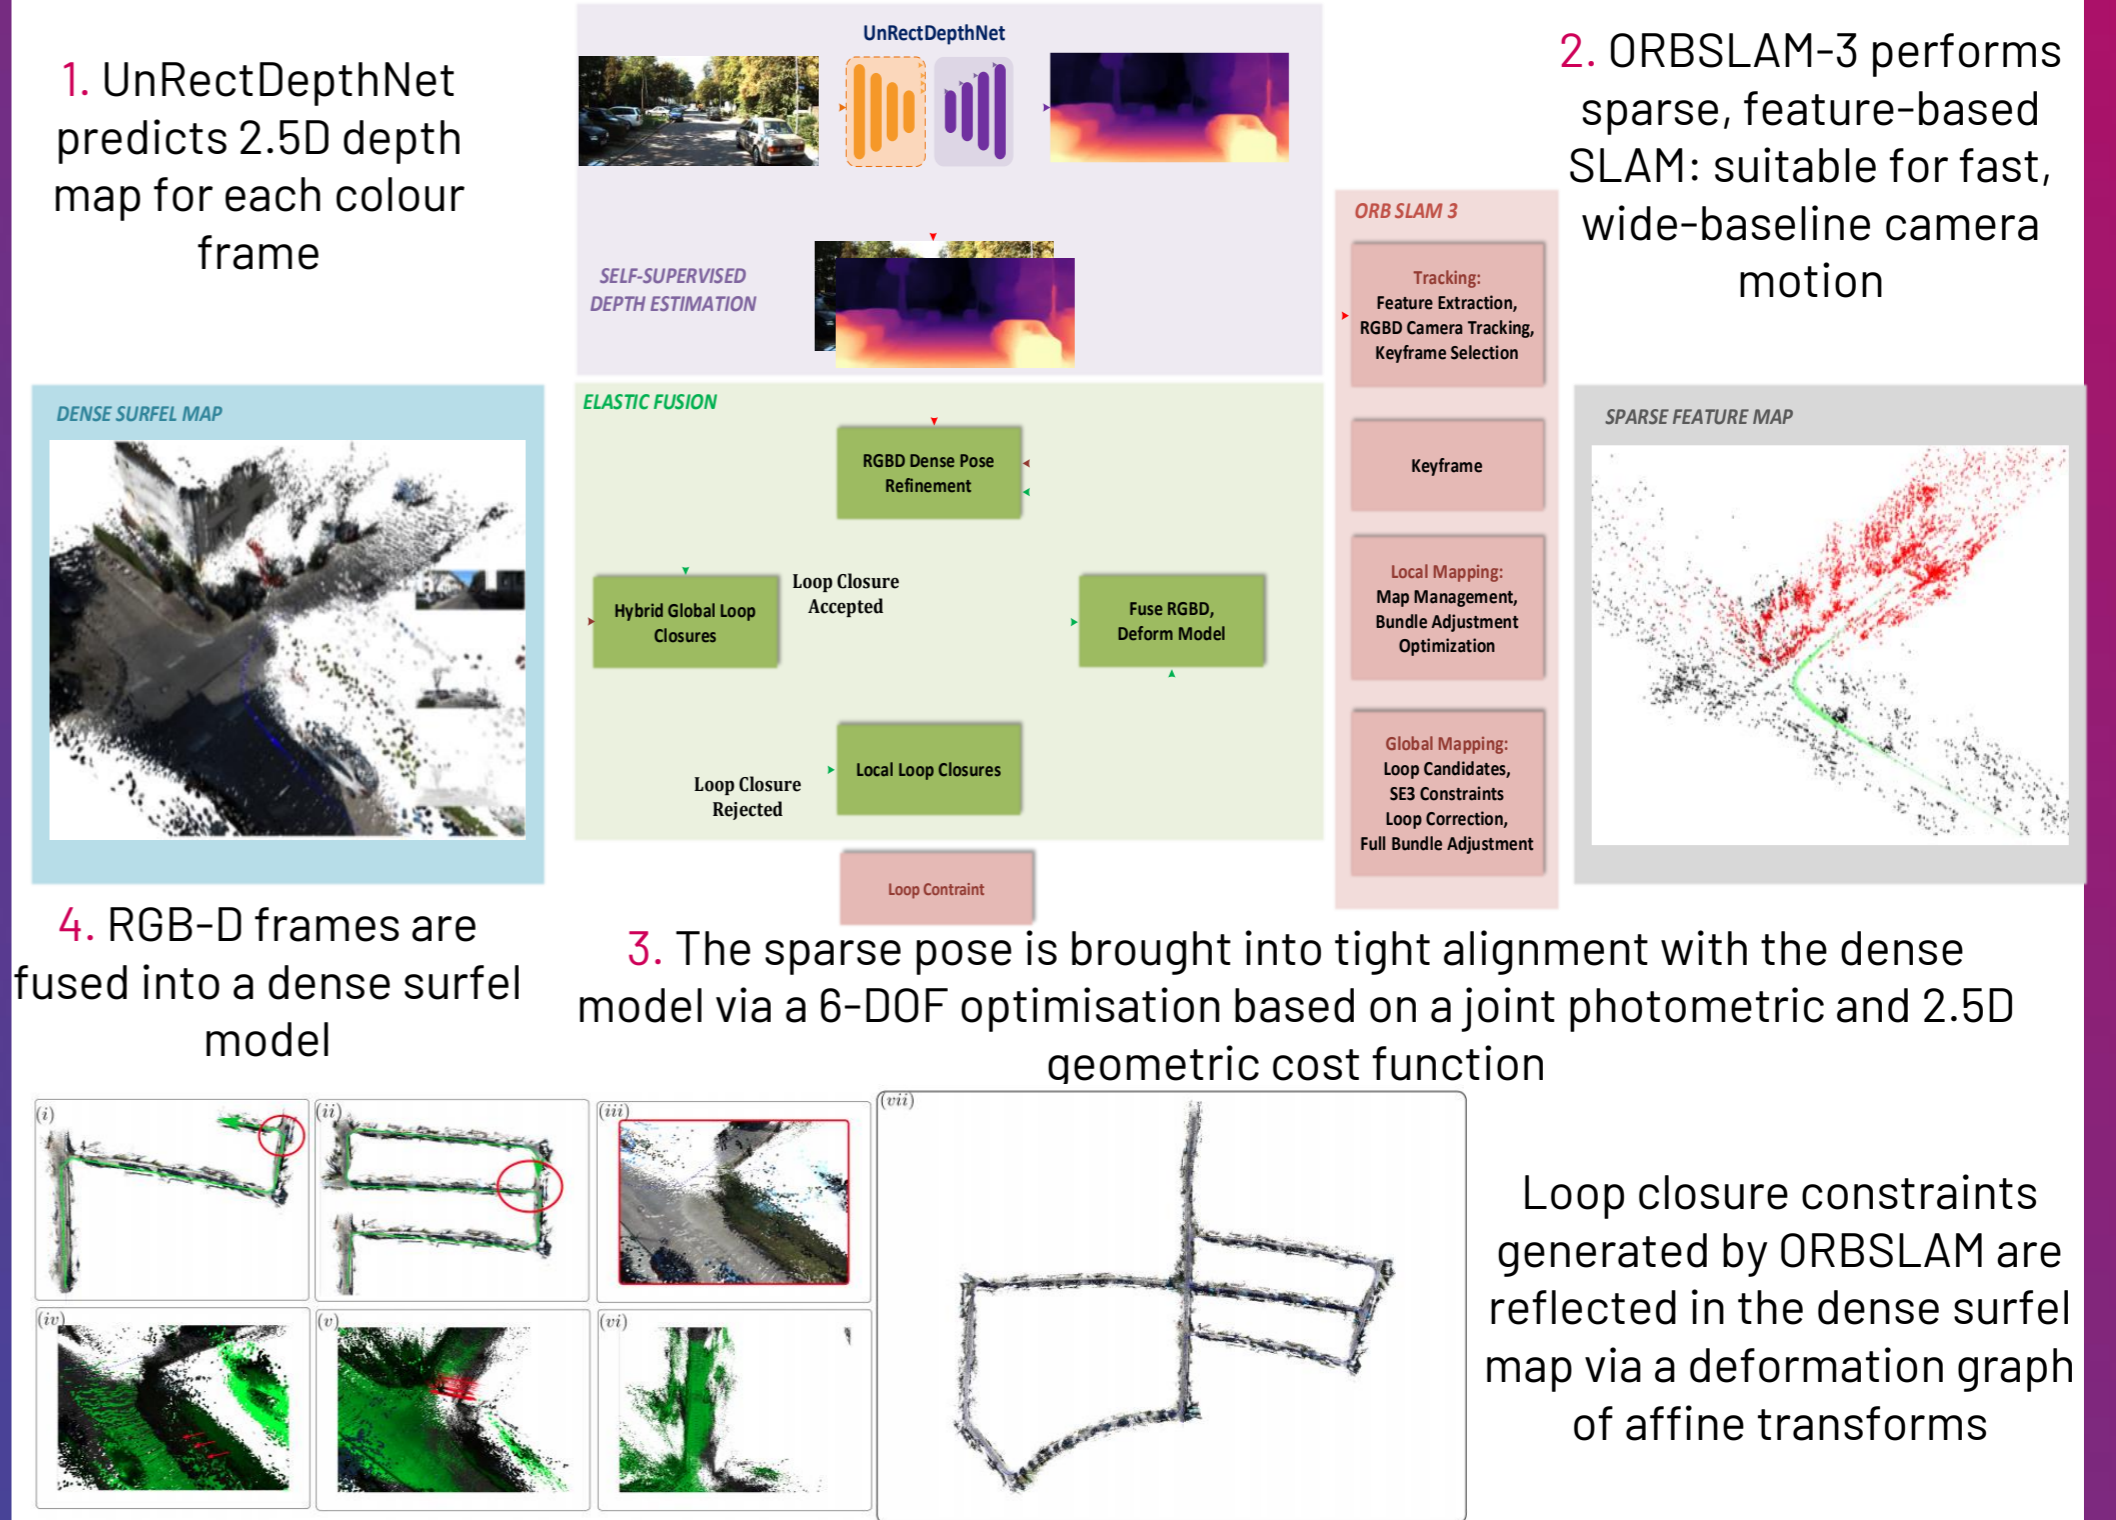 1. UnRectDepthNet
predicts 2.5D depth
map for each colour
frame
UnRectDepthNet
SELF-SUPERVISED
DEPTH ESTIMATION
2. ORBSLAM-3 performs
sparse, feature-based
SLAM: suitable for fast,
wide-baseline camera
motion
ORB SLAM 3
Tracking:
Feature Extraction,
RGBD Camera Tracking,
Keyframe Selection
Keyframe
Local Mapping:
Map Management,
Bundle Adjustment
Optimization
Global Mapping:
Loop Candidates,
SE3 Constraints
Loop Correction,
Full Bundle Adjustment
DENSE SURFEL MAP
ELASTIC FUSION
RGBD Dense Pose
Refinement
Hybrid Global Loop
Closures
Loop Closure
Accepted
Fuse RGBD,
Deform Model
Local Loop Closures
Loop Closure
Rejected
Loop Contraint
SPARSE FEATURE MAP
4. RGB-D frames are
fused into a dense surfel
model
3. The sparse pose is brought into tight alignment with the dense
model via a 6-DOF optimisation based on a joint photometric and 2.5D
geometric cost function
(i)
(ii)
(iii)
(iv)
(v)
(vi)
(vii)
Loop closure constraints
generated by ORBSLAM are
reflected in the dense surfel
map via a deformation graph
of affine transforms